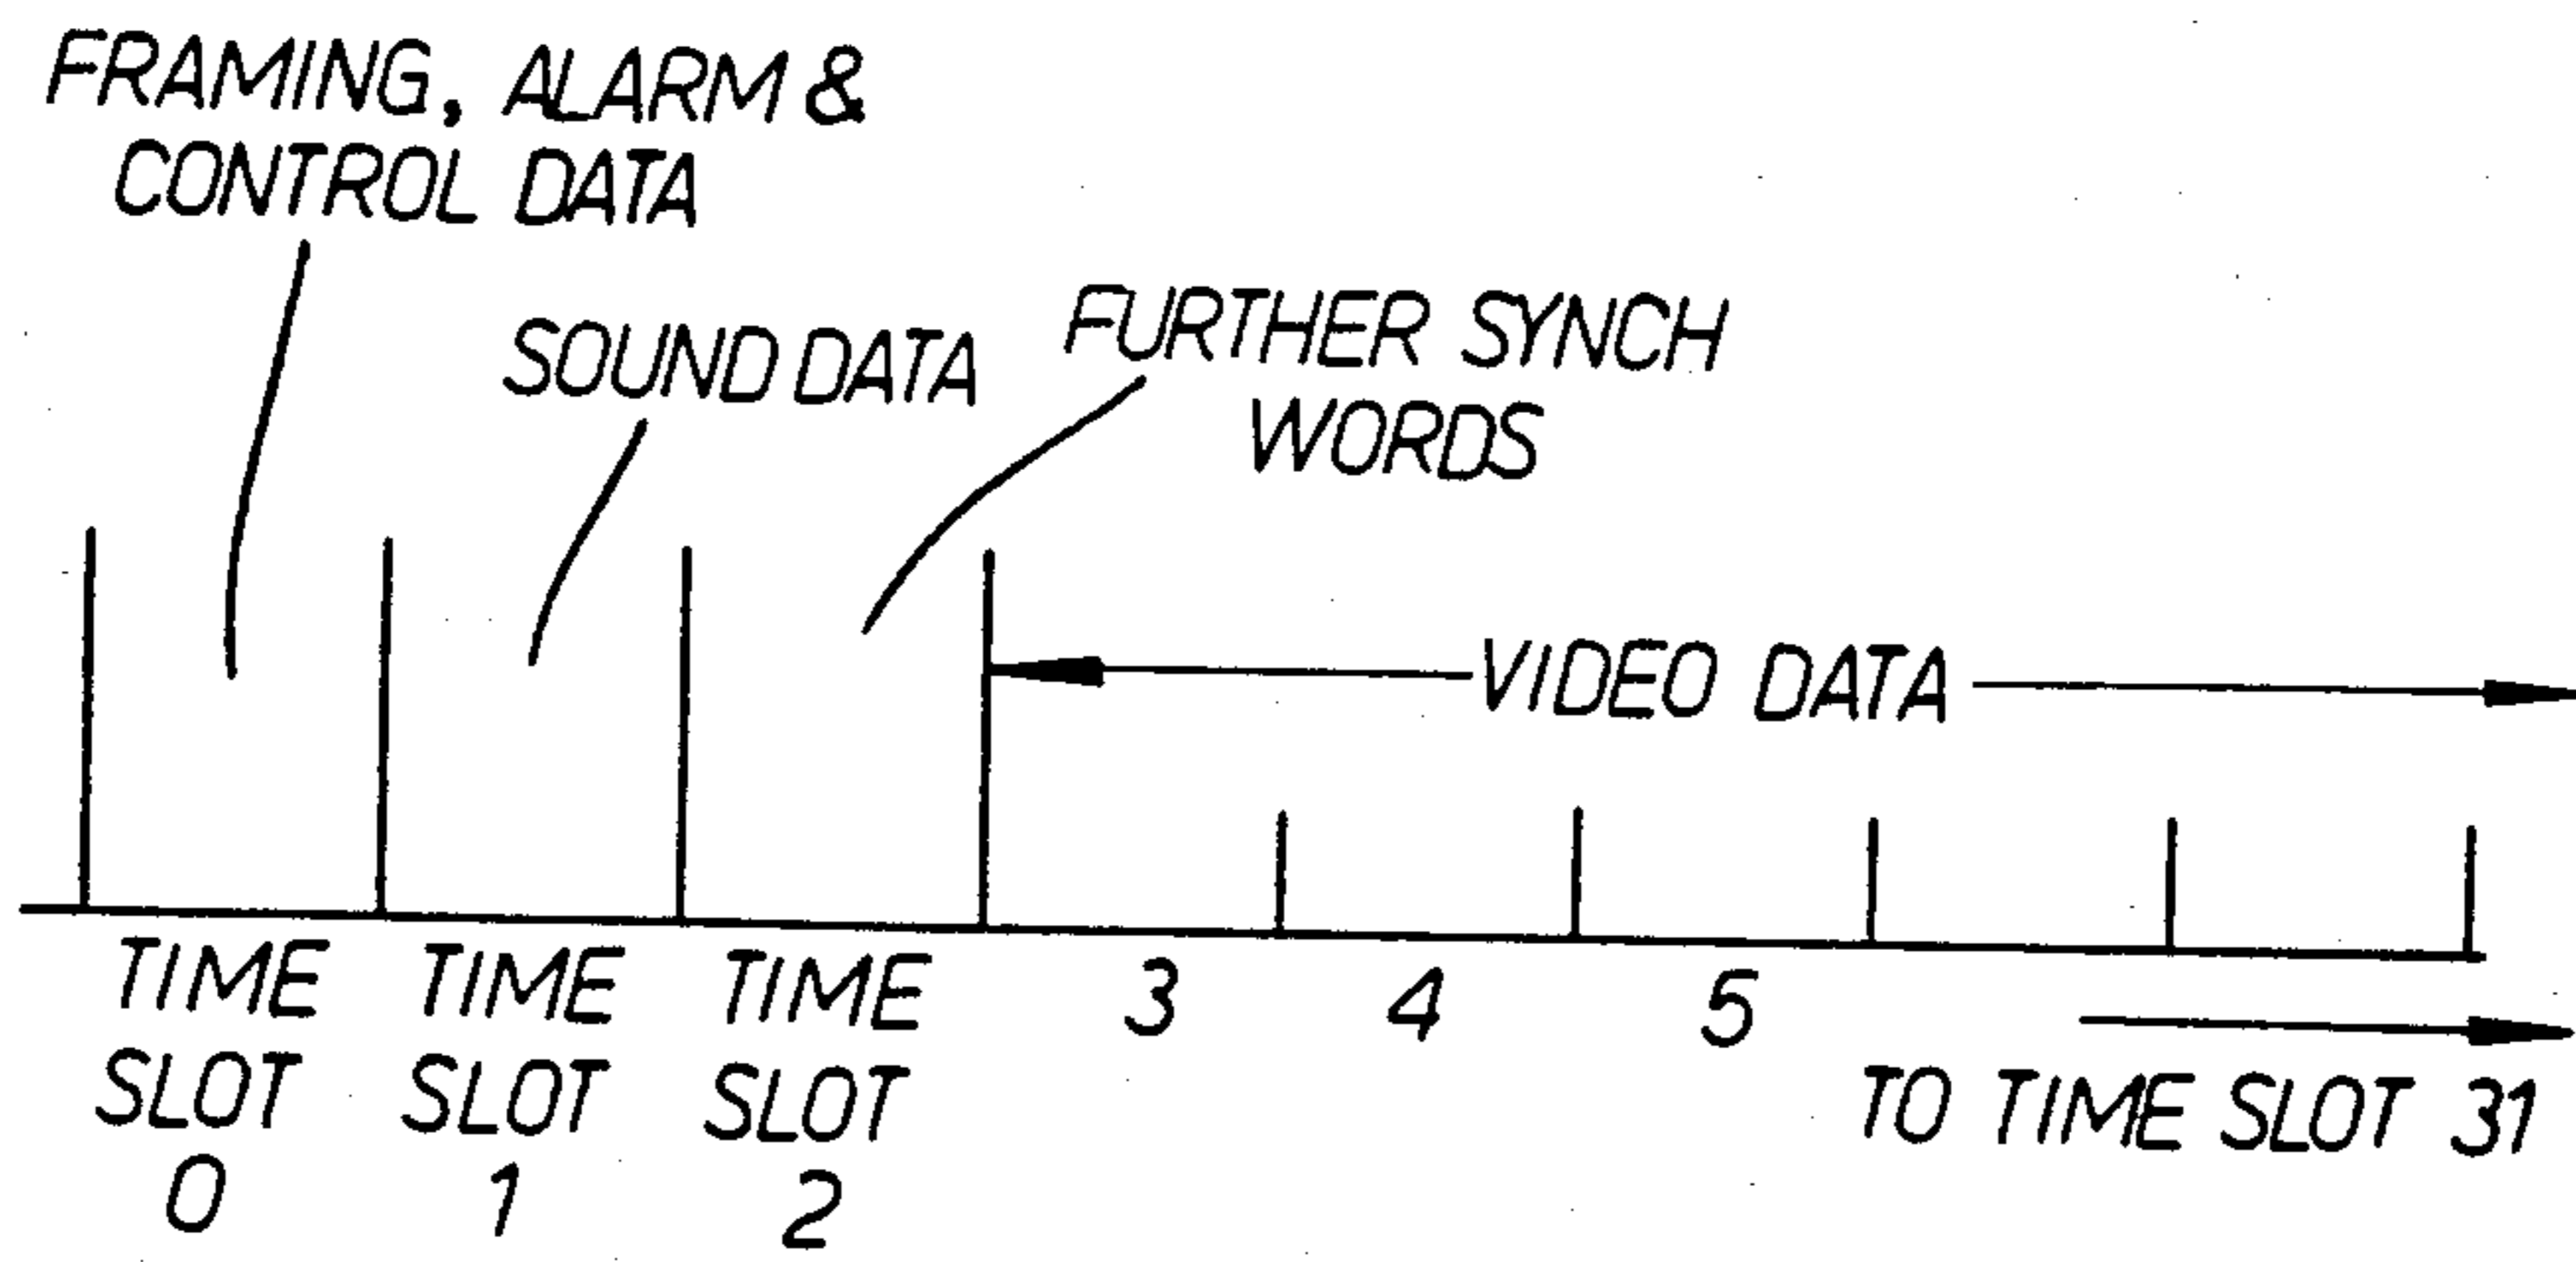 FRAMING, ALARM &
CONTROL DATA
SOUND DATA
FURTHER SYNCH
WORDS
VIDEO DATA
TIME
SLOT
0
TIME
SLOT
1
TIME
SLOT
2
3
4
5
TO TIME SLOT 31